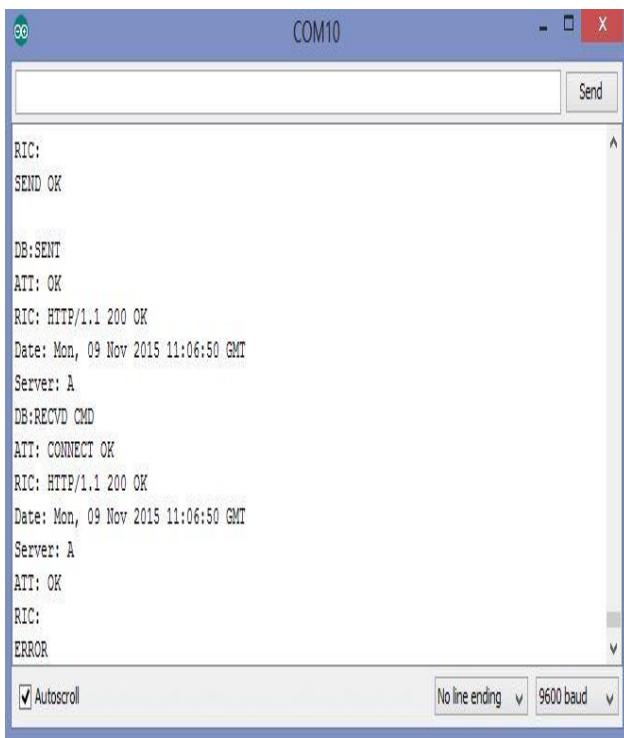 COM10
Send
RIC:
SEND OK
DB:SENT
ATT: OK
RIC: HTTP/1.1 200 OK
Date: Mon, 09 Nov 2015 11:06:50 GMT
Server: A
DB:RECVD CMD
ATT: CONNECT OK
RIC: HTTP/1.1 200 OK
Date: Mon, 09 Nov 2015 11:06:50 GMT
Server: A
ATT: OK
RIC:
ERROR
Autoscroll No line ending 9600 baud